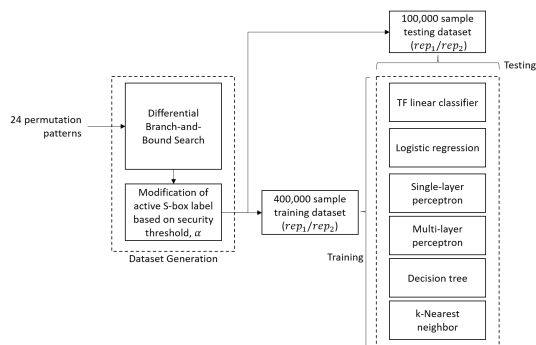 100,000 sample
testing dataset
(rep₁/rep₂)
Testing
24 permutation
patterns
Differential
Branch-and-
Bound Search
Modification of
active S-box label
based on security
threshold, α
Dataset Generation
400,000 sample
training dataset
(rep₁/rep₂)
Training
TF linear classifier
Logistic regression
Single-layer
perceptron
Multi-layer
perceptron
Decision tree
k-Nearest
neighbor